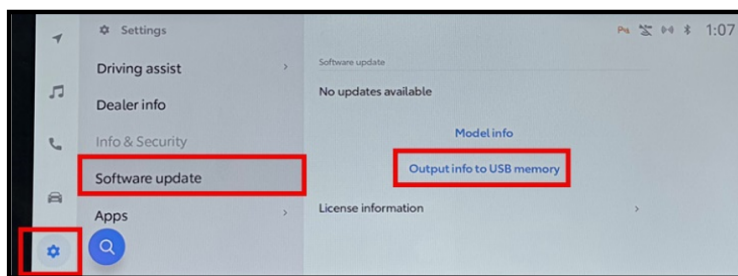 Settings
1:07
Driving assist
Dealer info
Info & Security
Software update
Apps
Software update
No updates available
Model info
Output info to USB memory
License information